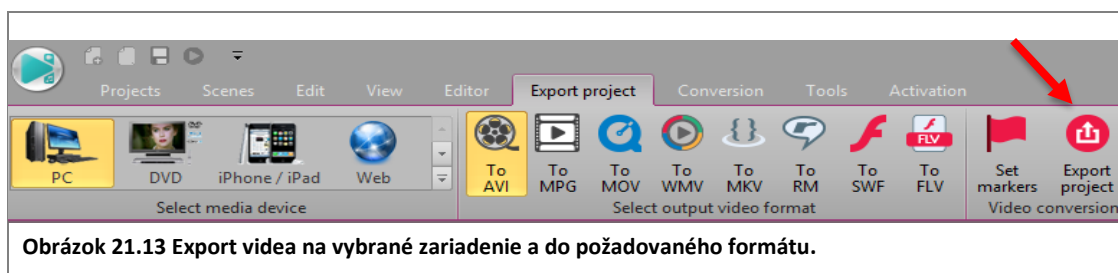 Projects Scenes Edit View Editor Export project Conversion Tools Activation
PC DVD iPhone / iPad Web
To AVI
To MPG
To MOV
To WMV
To MKV
To RM
To SWF
FLV
To FLV
Set markers
Export project
Select media device Select output video format Video conversion
Obrázok 21.13 Export videa na vybrané zariadenie a do požadovaného formátu.